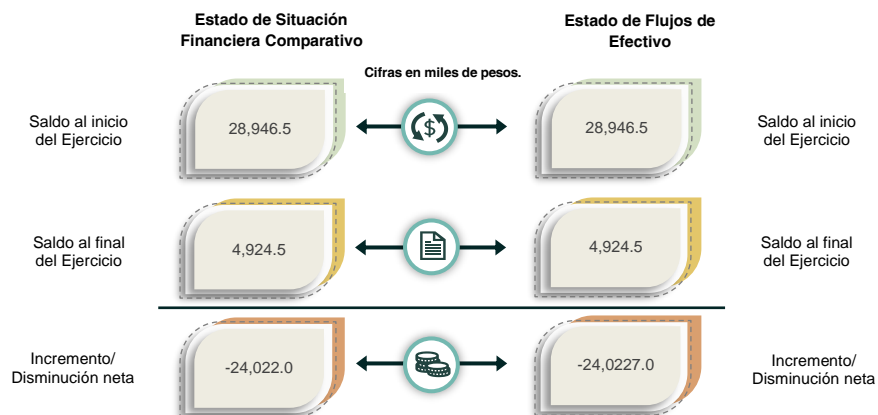 Estado de Situación
Financiera Comparativo
Estado de Flujos de
Efectivo
Cifras en miles de pesos.
Saldo al inicio
del Ejercicio
28,946.5
$
28,946.5
Saldo al inicio
del Ejercicio
Saldo al final
del Ejercicio
4,924.5
4,924.5
Saldo al final
del Ejercicio
Incremento/
Disminución neta
-24,022.0
-24,0227.0
Incremento/
Disminución neta